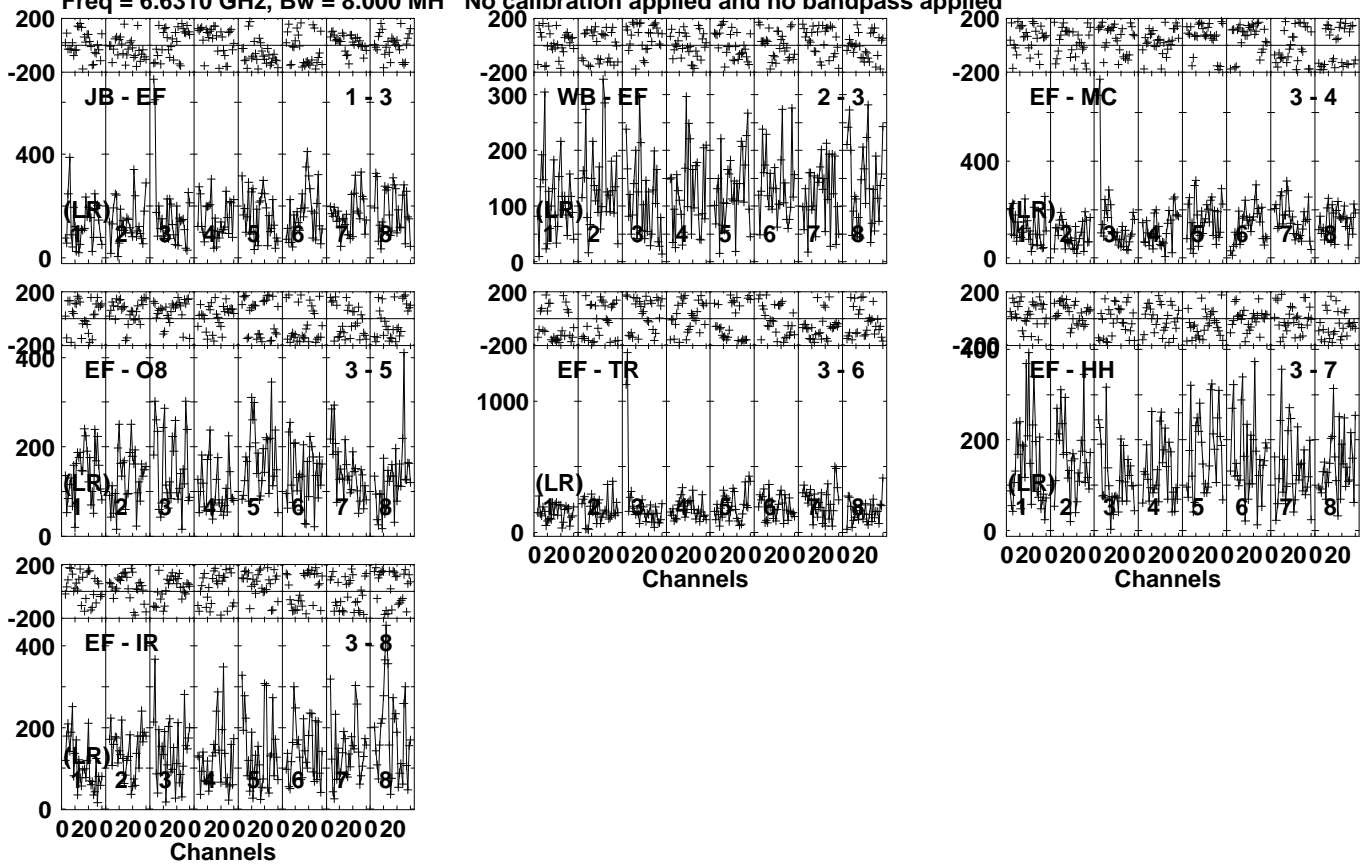 Freq = 6.6310 GHz, Bw = 8.000 MH No calibration applied and no bandpass applied
200 200 200
-200 -200 -200
JB - EF 1 - 3 WB - EF 2 - 3 EF - MC 3 - 4
300
400 200 400
(LR) (LR) (LR)
100
1 2 3 4 5 6 7 8 1 2 3 4 5 6 7 8 1 2 3 4 5 6 7 8
0 0 0
200 200 200
-200 -200 -200
400 400
EF - O8 3 - 5 EF - TR 3 - 6 EF - HH 3 - 7
1000
200 200
(LR) (LR) (LR)
1 2 3 4 5 6 7 8 1 2 3 4 5 6 7 8 1 2 3 4 5 6 7 8
0 0 0
0 20 0 20 0 20 0 20 0 20 0 20 0 20 0 20 0 20 0 20 0 20 0 20 0 20 0 20 0 20 0 20
Channels Channels
200
-200
EF - IR 3 - 8
400
200
(LR)
1 2 3 4 5 6 7 8
0
0 20 0 20 0 20 0 20 0 20 0 20 0 20 0 20
Channels